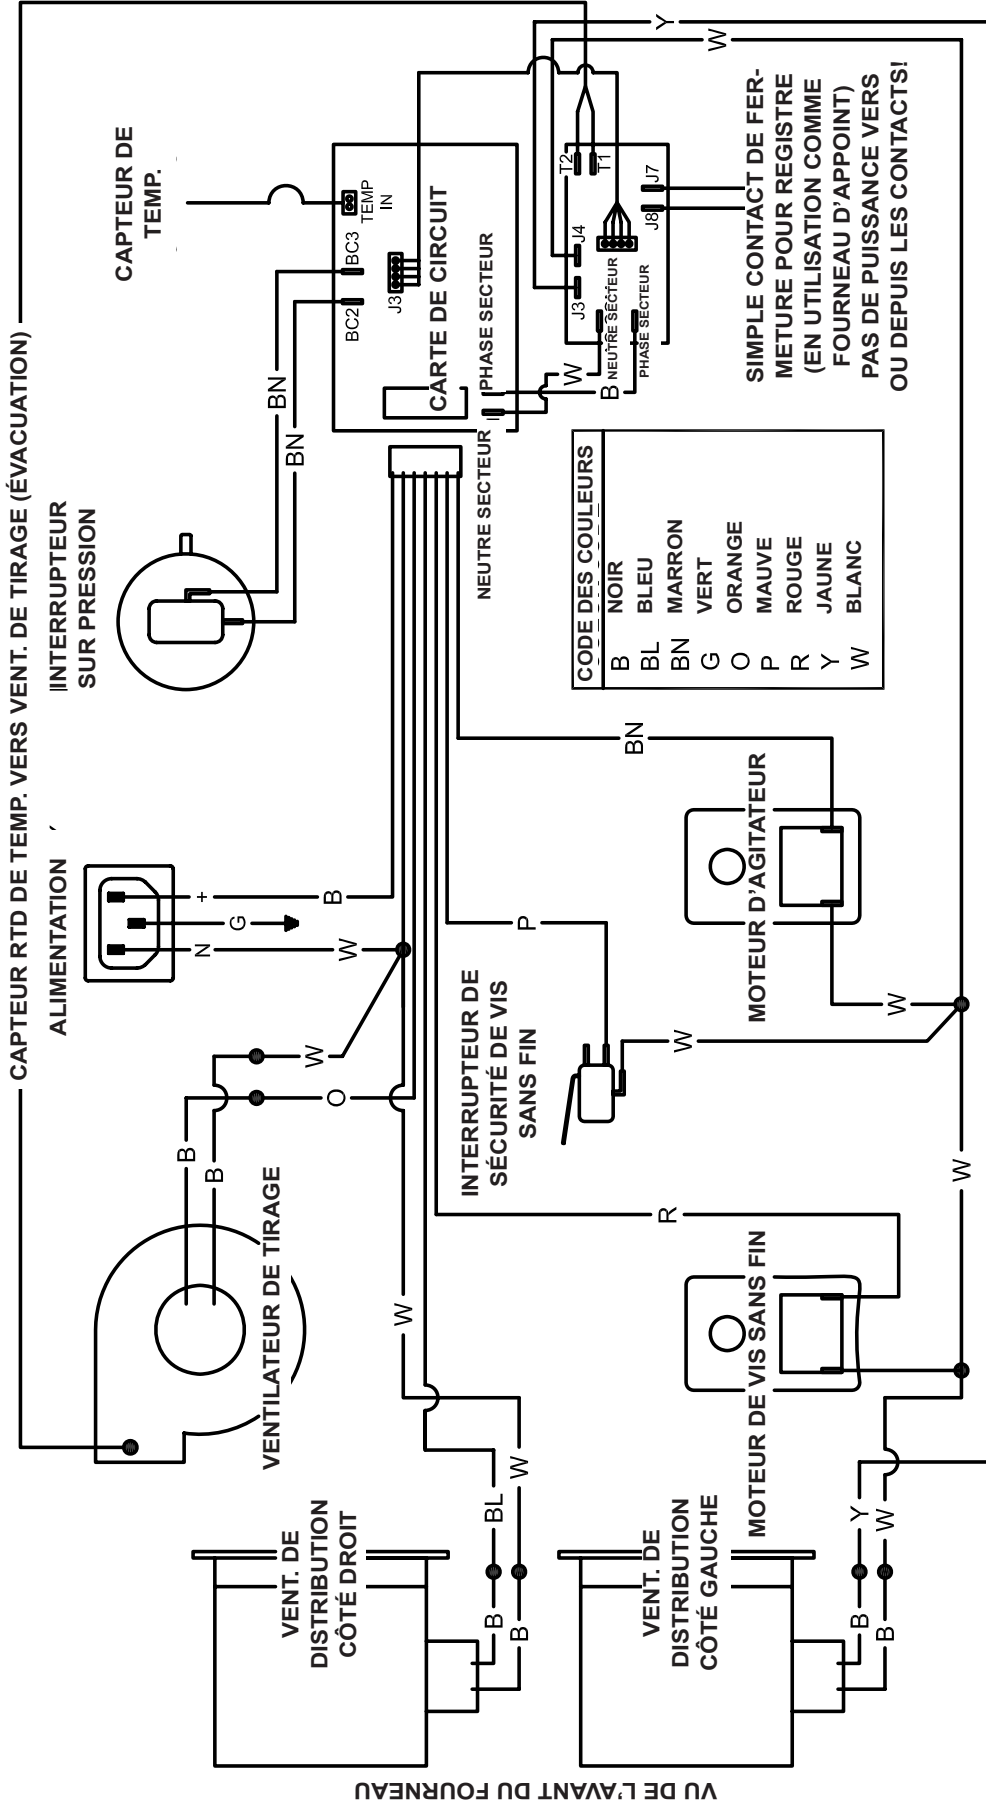 CAPTEUR RTD DE TEMP. VERS VENT. DE TIRAGE (ÉVACUATION)
CAPTEUR DE
TEMP.
INTERRUPTEUR
SUR PRESSION
ALIMENTATION
VENTILATEUR DE TIRAGE
VENT. DE
DISTRIBUTION
CÔTÉ DROIT
VENT. DE
DISTRIBUTION
CÔTÉ GAUCHE
MOTEUR DE VIS SANS FIN
MOTEUR D'AGITATEUR
INTERRUPTEUR DE
SÉCURITÉ DE VIS
SANS FIN
CARTE DE CIRCUIT
BC2
BC3
TEMP
IN
J3
PHASE SECTEUR
NEUTRE SECTEUR
NEUTRE SECTEUR
PHASE SECTEUR
J3
J4
T2
T1
J8
J7
SIMPLE CONTACT DE FER-
METURE POUR REGISTRE
(EN UTILISATION COMME
FOURNEAU D'APPOINT)
PAS DE PUISSANCE VERS
OU DEPUIS LES CONTACTS!
CODE DES COULEURS
B NOIR
BL BLEU
BN MARRON
G VERT
O ORANGE
P MAUVE
R ROUGE
Y JAUNE
W BLANC
BN
BN
+
G
N
B
W
B
B
W
O
W
BL
W
B
B
Y
W
B
B
R
P
W
W
BN
W
W
B
Y
W
VU DE L'AVANT DU FOURNEAU